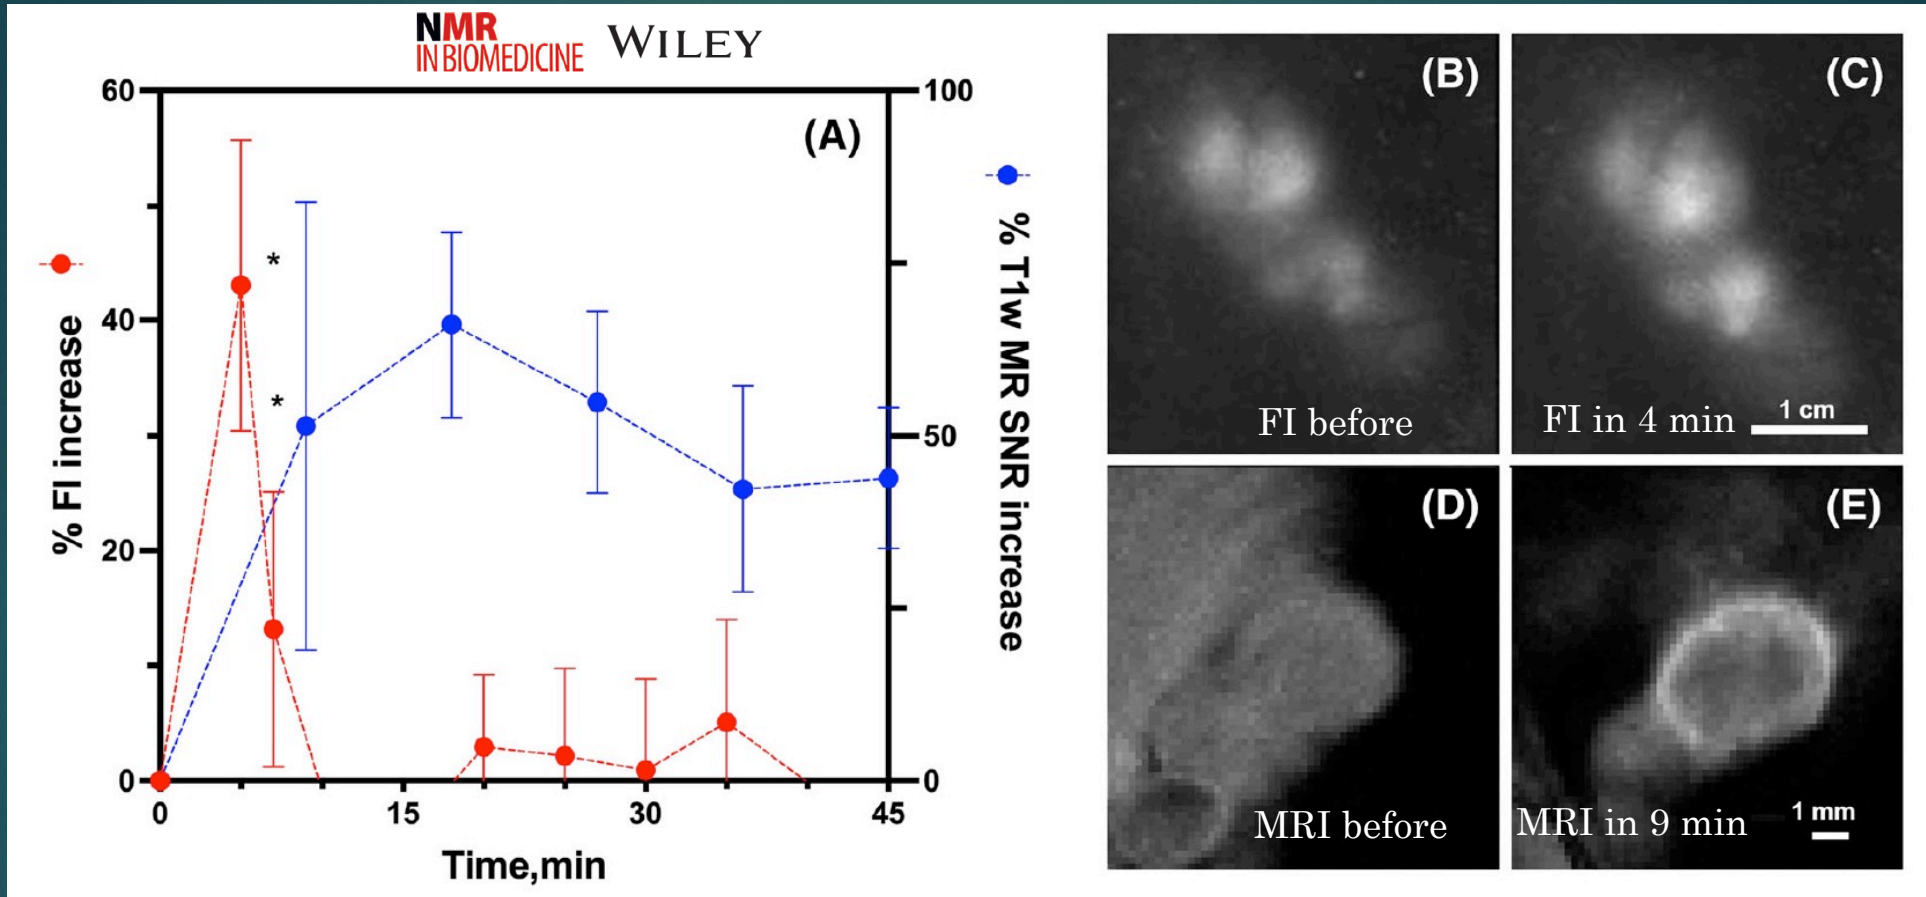 NMR
IN BIOMEDICINE
WILEY
60
40
20
0
% FI increase
(A)
*
*
100
50
0
% T1w MR SNR increase
0 15 30 45
Time,min
(B)
FI before
(C)
FI in 4 min
1 cm
(D)
MRI before
(E)
MRI in 9 min
1 mm